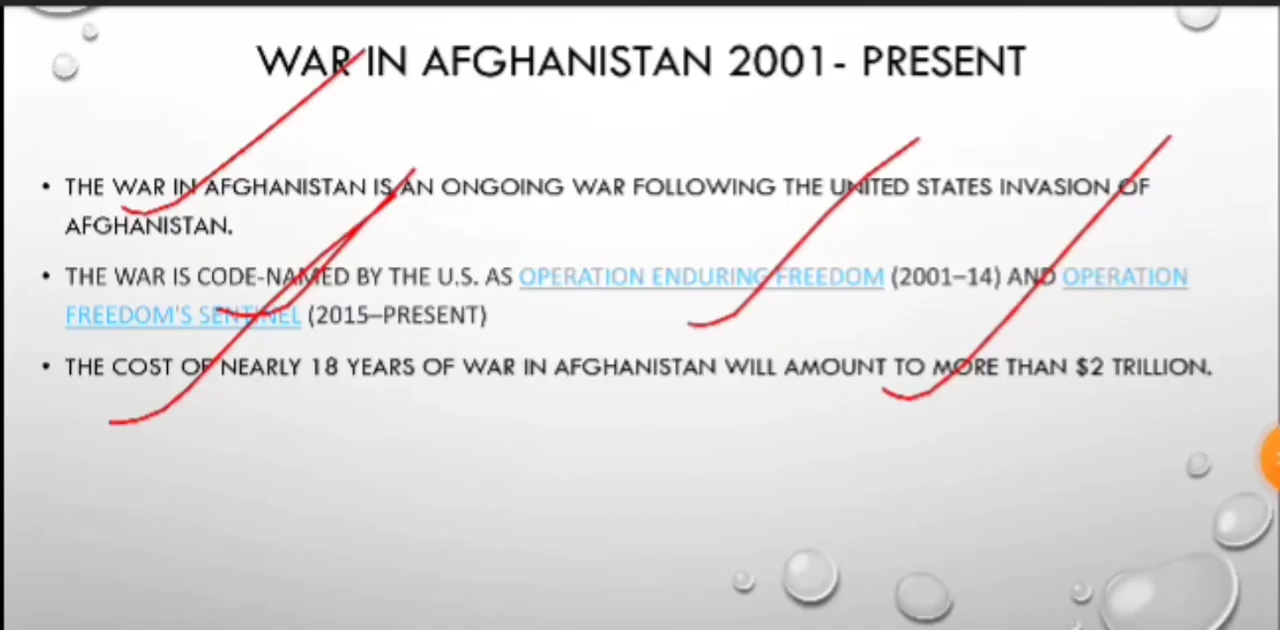 WAR IN AFGHANISTAN 2001- PRESENT
• THE WAR IN AFGHANISTAN IS AN ONGOING WAR FOLLOWING THE UNITED STATES INVASION OF
AFGHANISTAN.
• THE WAR IS CODE-NAMED BY THE U.S. AS OPERATION ENDURING FREEDOM (2001–14) AND OPERATION
FREEDOM'S SENTINEL (2015–PRESENT)
• THE COST OF NEARLY 18 YEARS OF WAR IN AFGHANISTAN WILL AMOUNT TO MORE THAN $2 TRILLION.